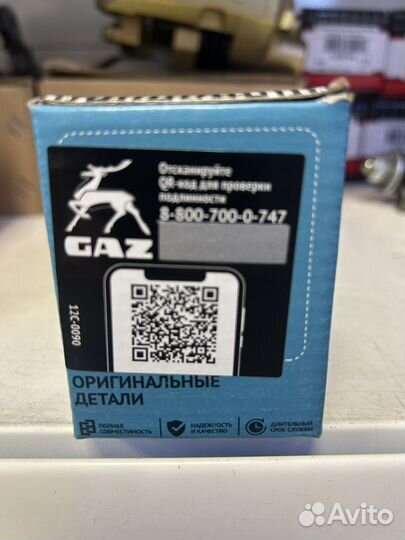 Отсканируйте
QR-код для проверки
подлинности
8-800-700-0-747
GAZ
12C-0090
ОРИГИНАЛЬНЫЕ
ДЕТАЛИ
ПОЛНАЯ
СОВМЕСТИМОСТЬ
НАДЕЖНОСТЬ
И КАЧЕСТВО
ДЛИТЕЛЬНЫЙ
СРОК СЛУЖБЫ
Avito